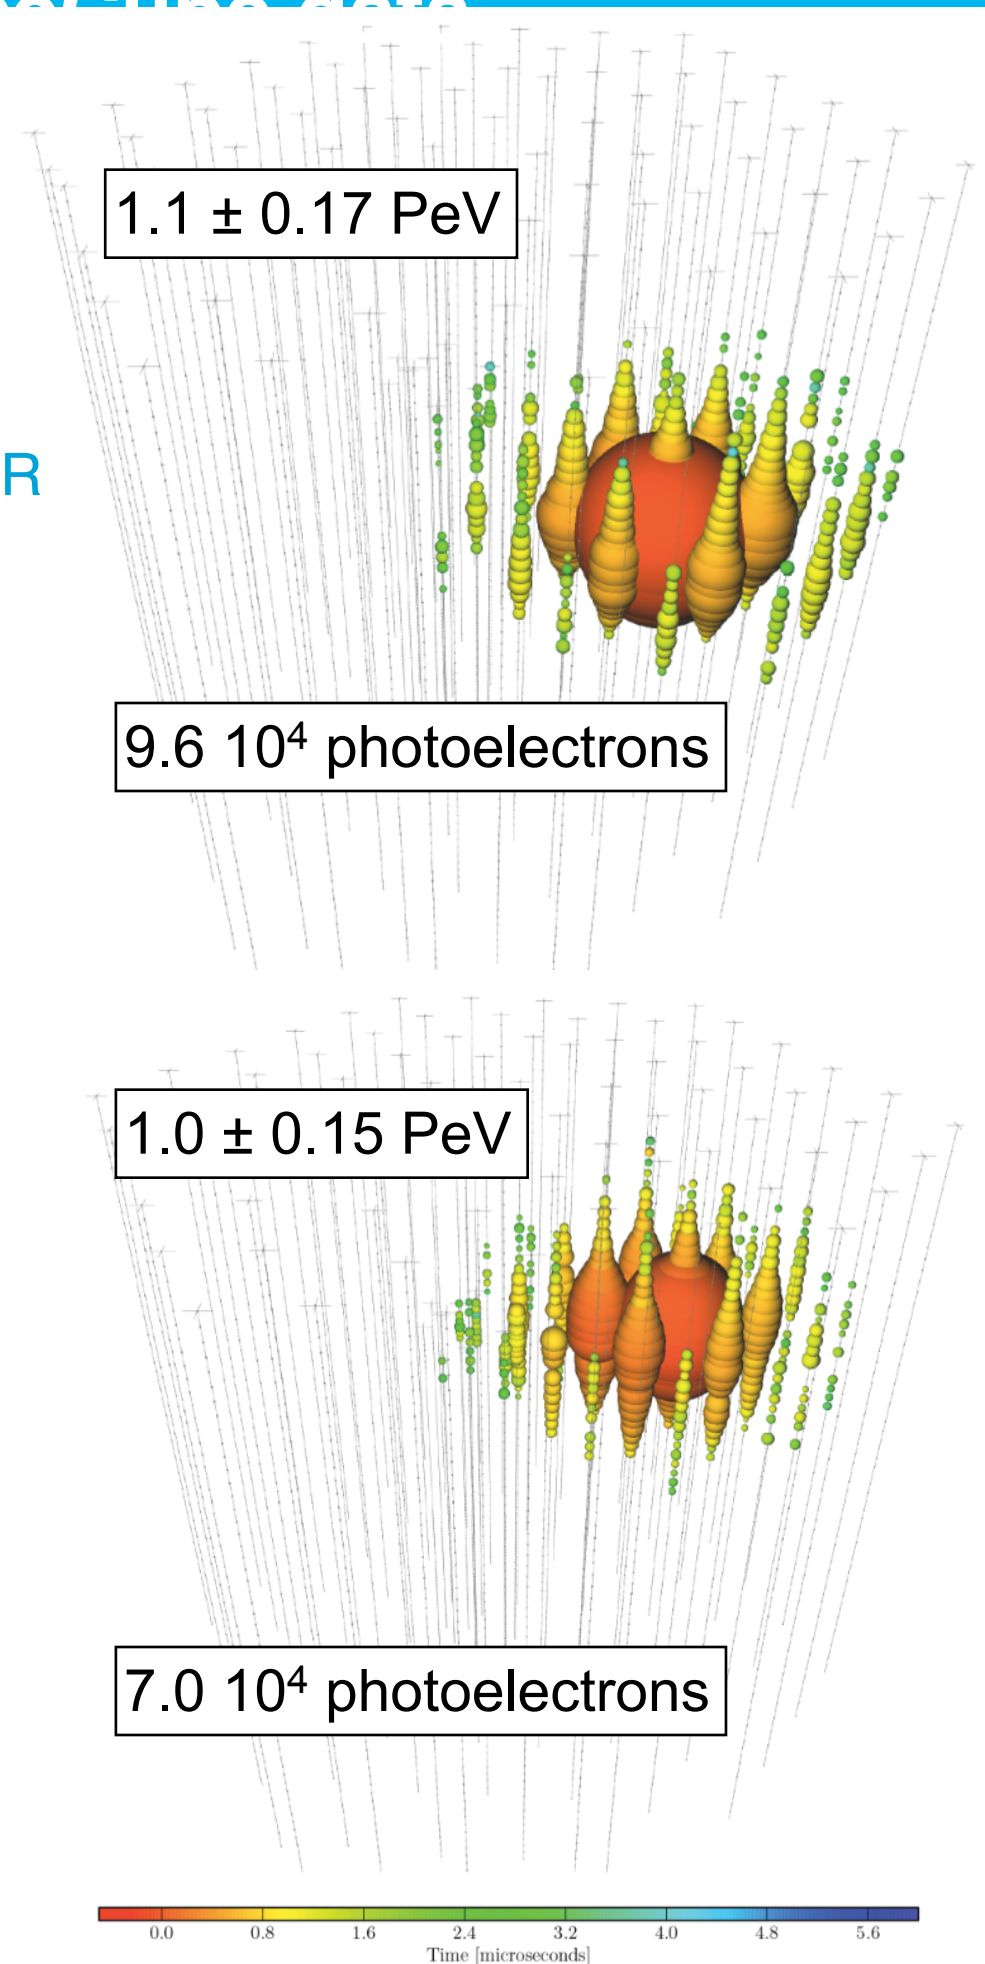 1.1 ± 0.17 PeV
R
9.6 10⁴ photoelectrons
1.0 ± 0.15 PeV
7.0 10⁴ photoelectrons
0.0 0.8 1.6 2.4 3.2 4.0 4.8 5.6
Time [microseconds]